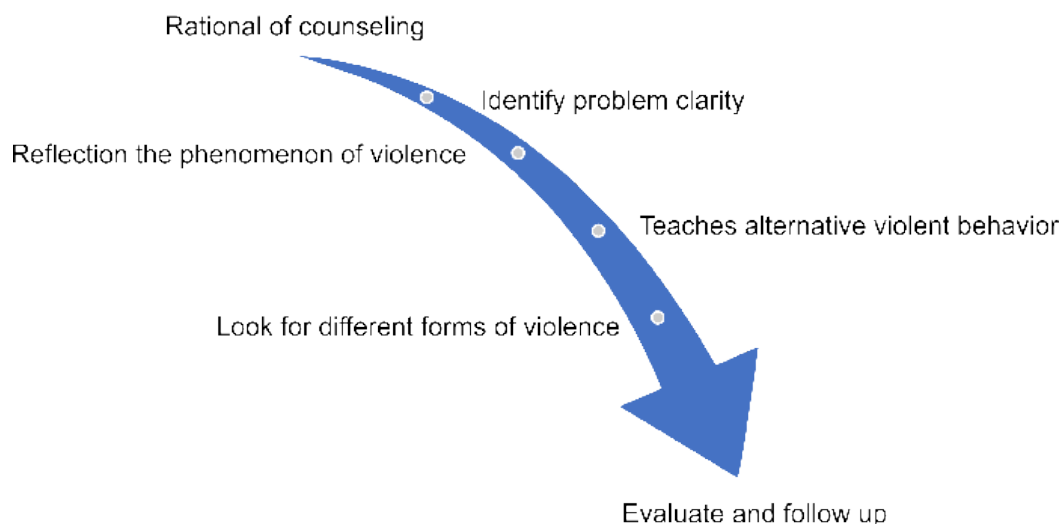 Rational of counseling
Identify problem clarity
Reflection the phenomenon of violence
Teaches alternative violent behavior
Look for different forms of violence
Evaluate and follow up